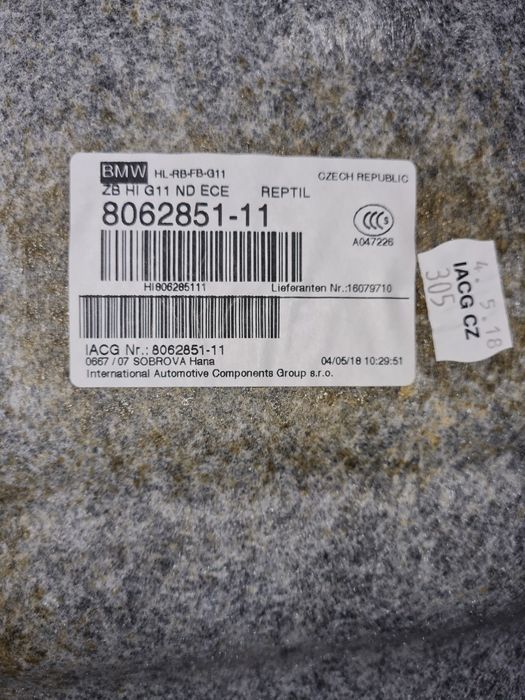 BMW HL-RB-FB-G11 CZECH REPUBLIC
ZB HI G11 ND ECE REPTIL
8062851-11
CCC S
A047226
HI806285111 Lieferanten Nr.:16079710
IACG Nr.: 8062851-11
0667 / 07 SOBROVA Hana 04/05/18 10:29:51
International Automotive Components Group s.r.o.
4. 5. 18
IACG CZ
305